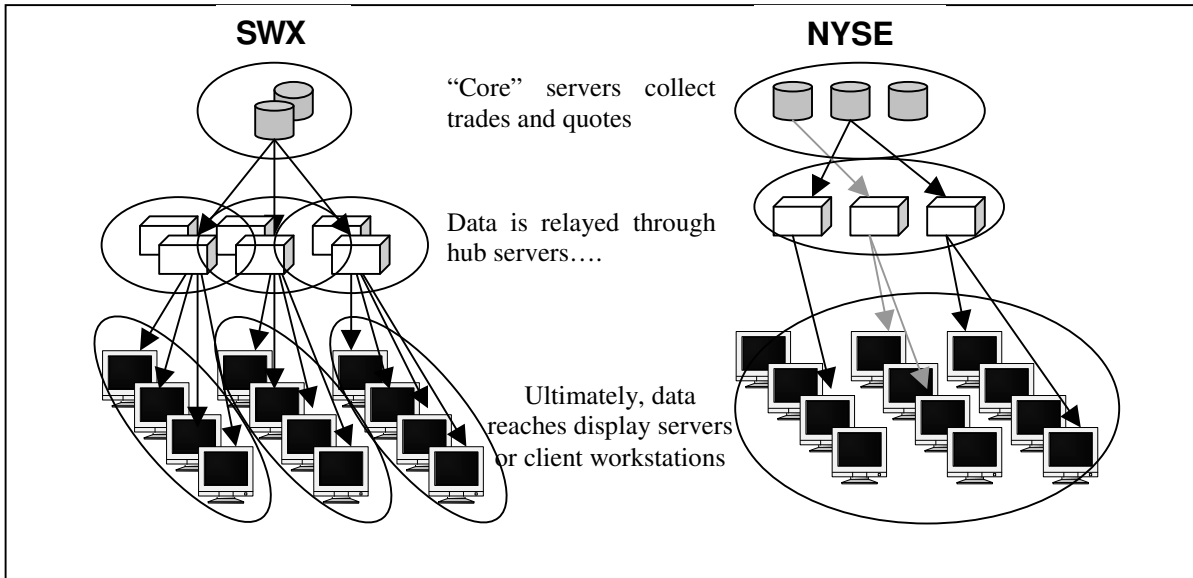 SWX
NYSE
“Core” servers collect
trades and quotes
Data is relayed through
hub servers….
Ultimately, data
reaches display servers
or client workstations